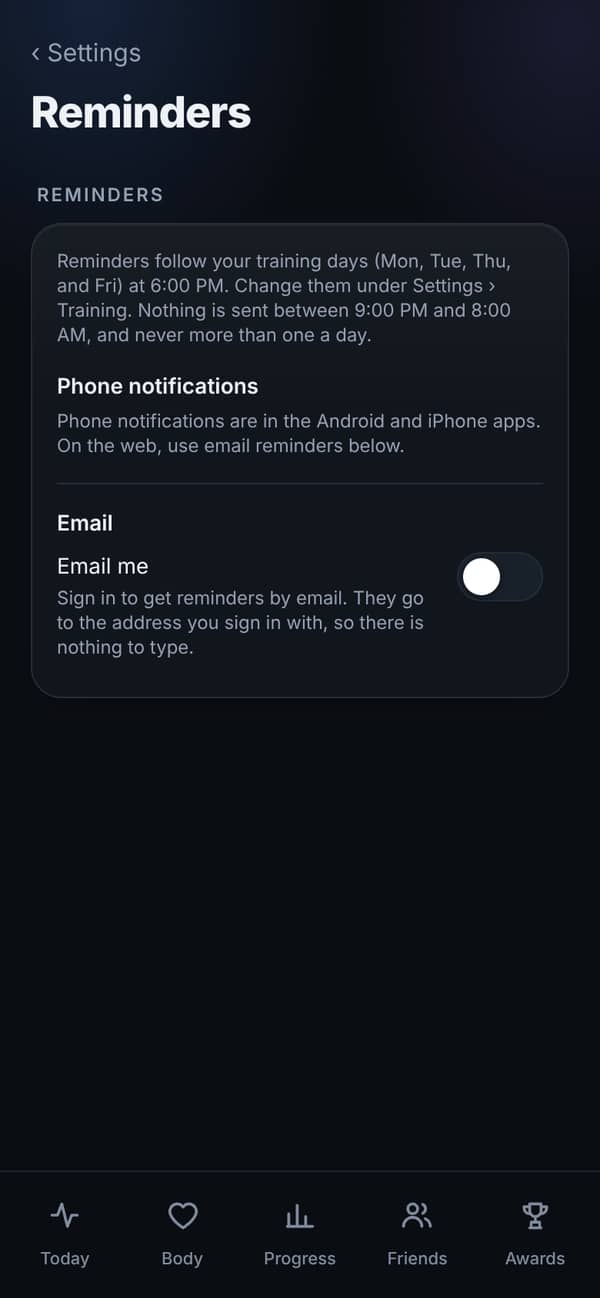 ‹ Settings
Reminders
REMINDERS
Reminders follow your training days (Mon, Tue, Thu,
and Fri) at 6:00 PM. Change them under Settings ›
Training. Nothing is sent between 9:00 PM and 8:00
AM, and never more than one a day.
Phone notifications
Phone notifications are in the Android and iPhone apps.
On the web, use email reminders below.
Email
Email me
Sign in to get reminders by email. They go
to the address you sign in with, so there is
nothing to type.
Today Body Progress Friends Awards